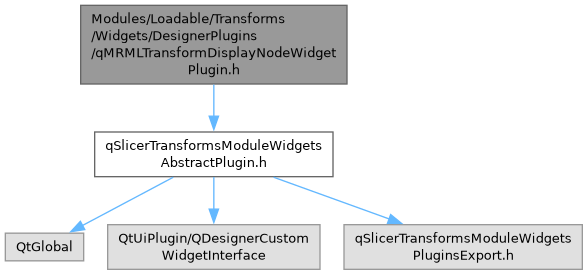 Modules/Loadable/Transforms
/Widgets/DesignerPlugins
/qMRMLTransformDisplayNodeWidget
Plugin.h
qSlicerTransformsModuleWidgets
AbstractPlugin.h
QtGlobal
QtUiPlugin/QDesignerCustom
WidgetInterface
qSlicerTransformsModuleWidgets
PluginsExport.h